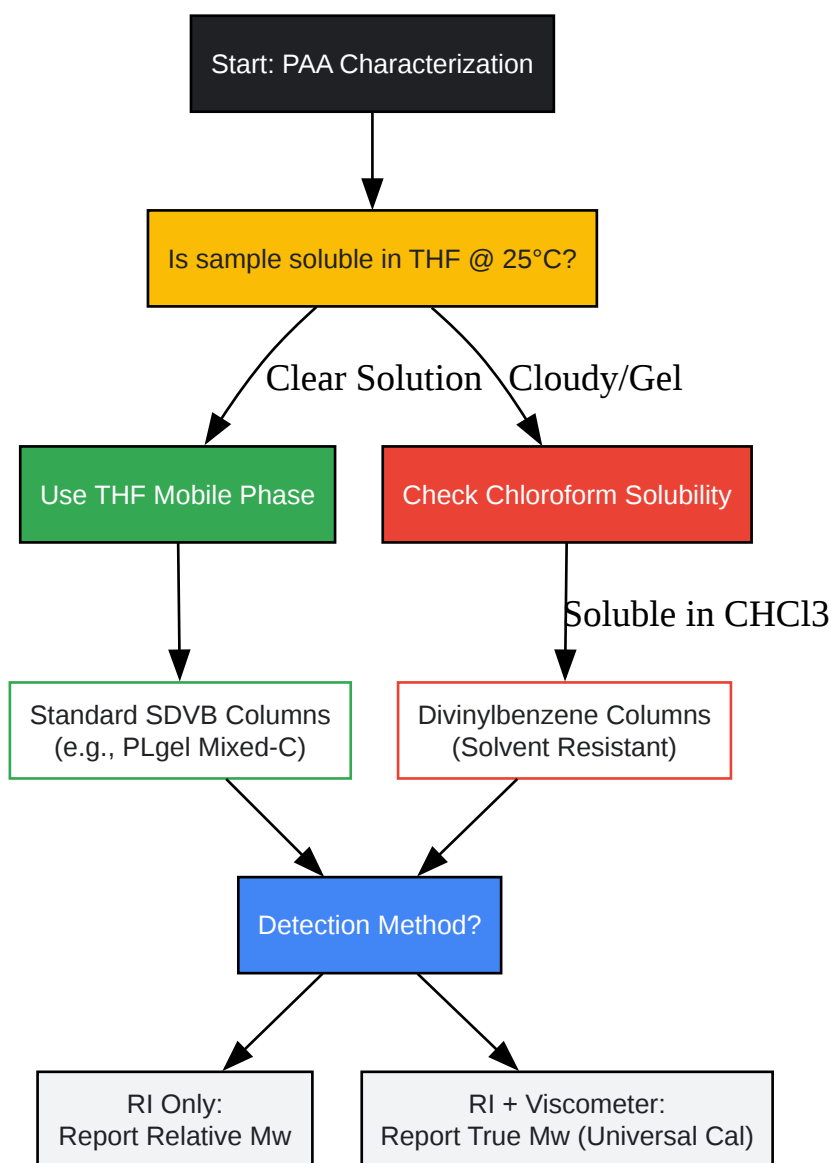 Start: PAA Characterization
Is sample soluble in THF @ 25°C?
Clear Solution
Cloudy/Gel
Use THF Mobile Phase
Check Chloroform Solubility
Soluble in CHCl3
Standard SDVB Columns
(e.g., PLgel Mixed-C)
Divinylbenzene Columns
(Solvent Resistant)
Detection Method?
RI Only:
Report Relative Mw
RI + Viscometer:
Report True Mw (Universal Cal)